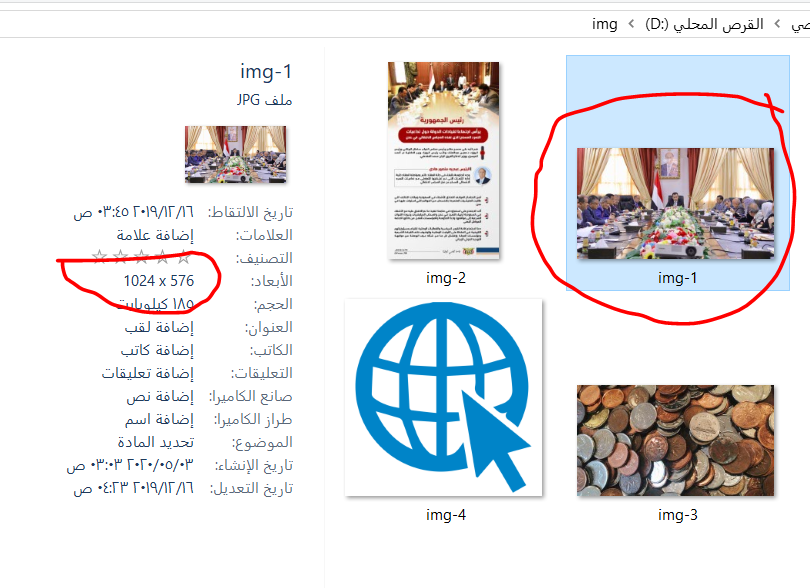 صي > القرص المحلي (D:) > img
img-1
ملف JPG
تاريخ الالتقاط: ٢٠١٩/١٢/١٦ ٠٣:٤٥ ص
العلامات: إضافة علامة
التصنيف:
الأبعاد: 1024 x 576
الحجم: ١٨٥ كيلوبايت
العنوان: إضافة لقب
الكاتب: إضافة كاتب
التعليقات: إضافة تعليقات
صانع الكاميرا: إضافة نص
طراز الكاميرا: إضافة اسم
الموضوع: تحديد المادة
تاريخ الإنشاء: ٢٠٢٠/٠٥/٠٣ ٠٣:٠٣ ص
تاريخ التعديل: ٢٠١٩/١٢/١٦ ٠٤:٢٣ ص
img-1
رئيس الجمهورية
img-2
img-3
img-4